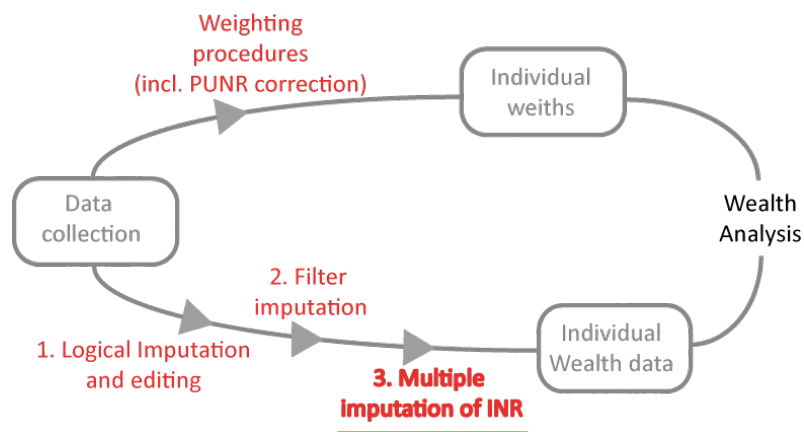 Weighting
procedures
(incl. PUNR correction)
Individual
weiths
Data
collection
Wealth
Analysis
2. Filter
imputation
1. Logical Imputation
and editing
Individual
Wealth data
3. Multiple
imputation of INR